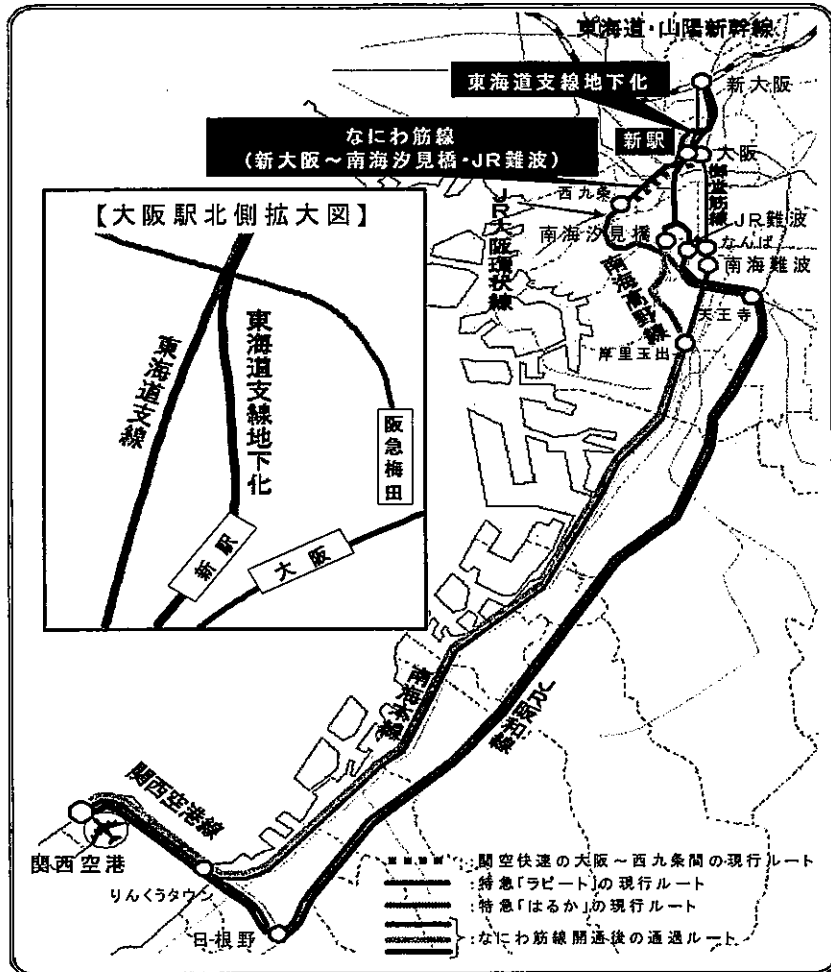 東海道・山陽新幹線
新大阪
東海道支線地下化
なにわ筋線
(新大阪～南海汐見橋・JR難波)
新駅
大阪
御堂筋線
西九条
JR大阪環状線
南海汐見橋
JR難波
なんば
南海難波
南海高野線
天王寺
岸里玉出
【大阪駅北側拡大図】
東海道支線
東海道支線地下化
阪急梅田
新駅
大阪
南海本線
JR阪和線
関西空港線
関西空港
りんくうタウン
日根野
:関空快速の大阪～西九条間の現行ルート
:特急「ラピート」の現行ルート
:特急「はるか」の現行ルート
:なにわ筋線開通後の通過ルート